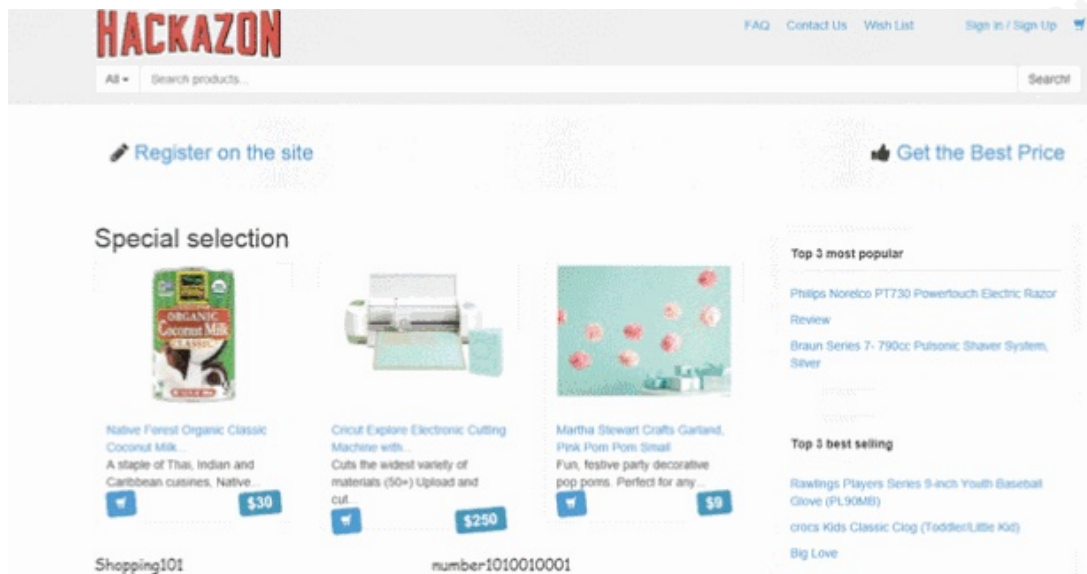 HACKAZON
FAQ Contact Us Wish List Sign In / Sign Up
All Search products... Search!
Register on the site
Get the Best Price
Special selection
ORGANIC
Coconut Milk
CLASSIC
Native Forest Organic Classic
Coconut Milk...
A staple of Thai, Indian and
Caribbean cuisines, Native...
$30
Cricut Explore Electronic Cutting
Machine with...
Cuts the widest variety of
materials (50+) Upload and
cut...
$250
Martha Stewart Crafts Garland,
Pink Pom Pom Small
Fun, festive party decorative
pop poms. Perfect for any...
$9
Top 3 most popular
Philips Norelco PT730 Powertouch Electric Razor
Review
Braun Series 7- 790cc Pulsonic Shaver System,
Silver
Top 3 best selling
Rawlings Players Series 9-inch Youth Baseball
Glove (PL90MB)
crocs Kids Classic Clog (Toddler/Little Kid)
Big Love
Shopping101
number1010010001